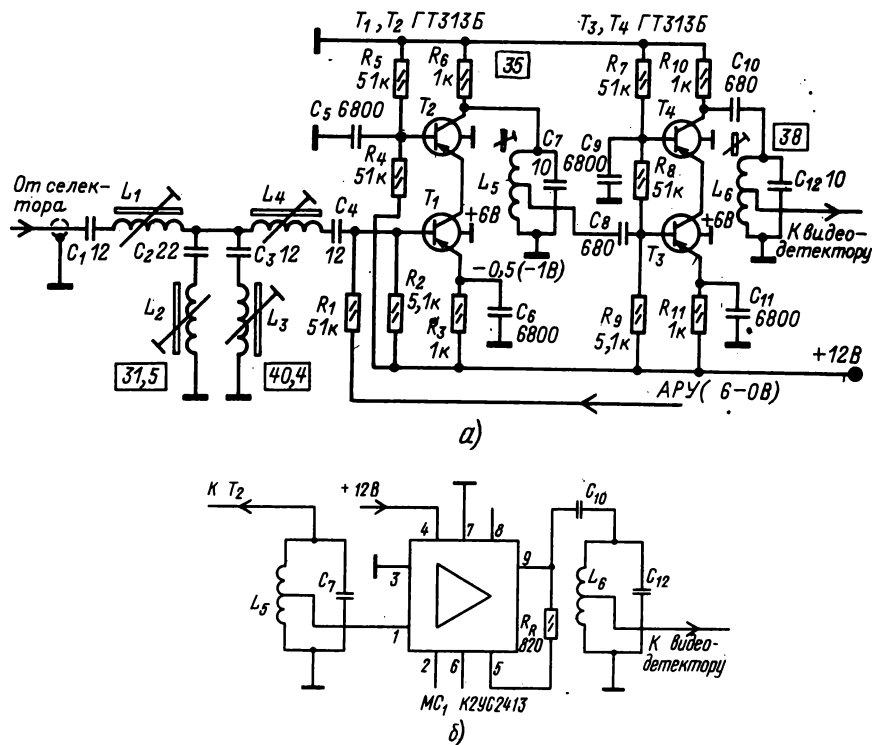 T1, T2 ГТ313Б
T3, T4 ГТ313Б
R5 51к
R6 1к
35
R7 51к
R10 1к
C10 680
C5 6800
T2
C7 10
C9 6800
T4
38
R4 51к
L5
R8 51к
L6
C12 10
От селек-
тора
L1
L4
C4 12
T1
+6В
C8 680
T3
+6В
К видео-
детектору
C1 12
C2 22
C3 12
-0,5(-1В)
L2
L3
R1 51к
R2 5,1к
R3 1к
C6 6800
R9 5,1к
R11 1к
C11 6800
31,5
40,4
+12В
АРУ( 6-0В)
а)
К T2
+12В
C10
4
7
8
3
9
L5
C7
RR 820
L6
C12
1
К видео-
детектору
2
6
5
МС1 К2УС2413
б)